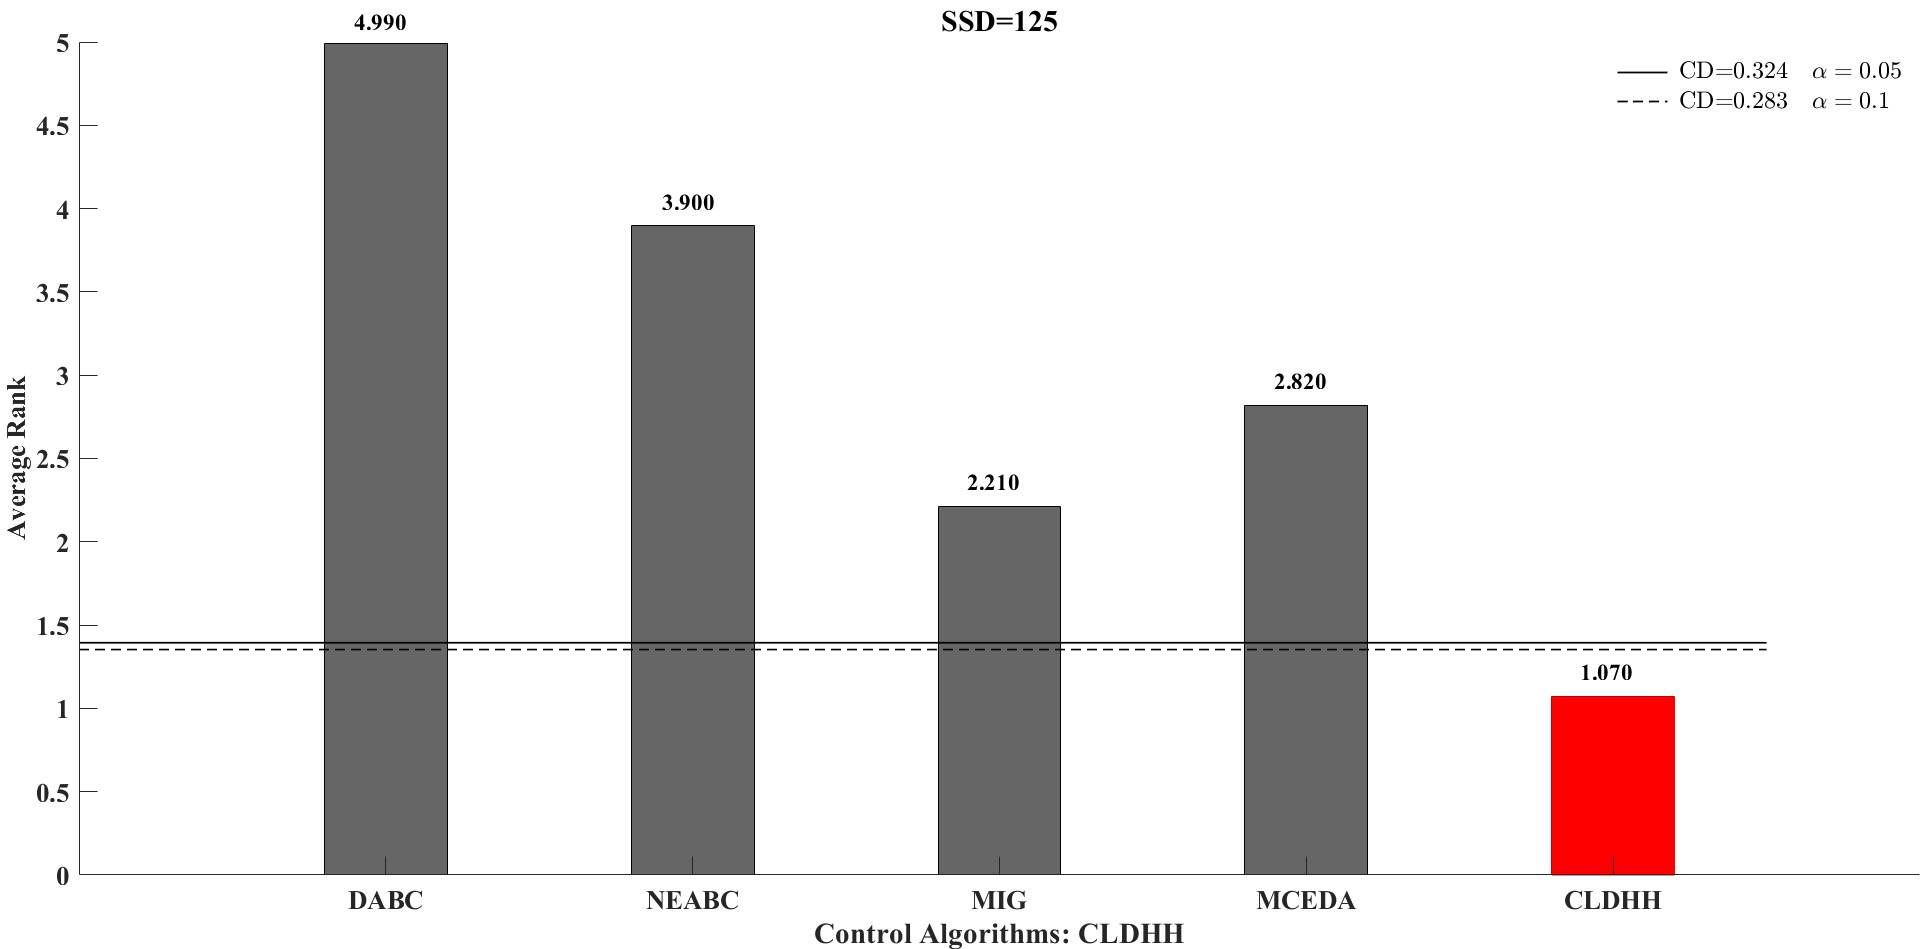 SSD=125
CD=0.324 α = 0.05
CD=0.283 α = 0.1
Average Rank
5
4.5
4
3.5
3
2.5
2
1.5
1
0.5
0
4.990
3.900
2.210
2.820
1.070
DABC NEABC MIG MCEDA CLDHH
Control Algorithms: CLDHH